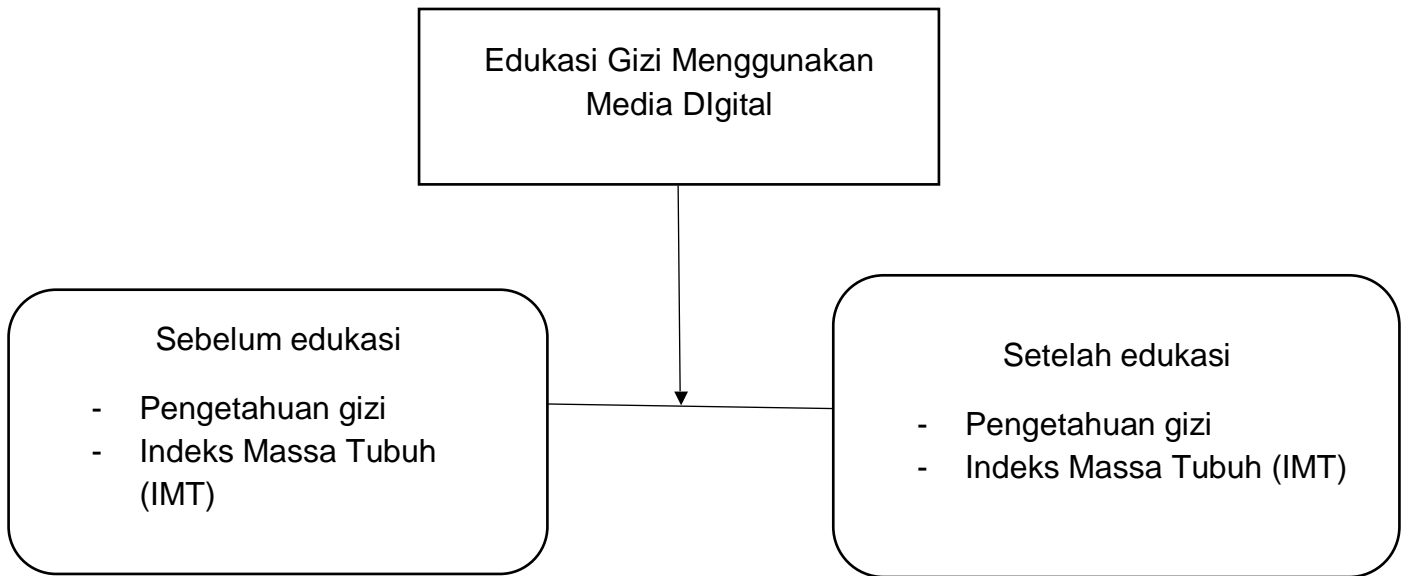 Edukasi Gizi Menggunakan
Media DIgital
Sebelum edukasi
- Pengetahuan gizi
- Indeks Massa Tubuh
(IMT)
Setelah edukasi
- Pengetahuan gizi
- Indeks Massa Tubuh (IMT)